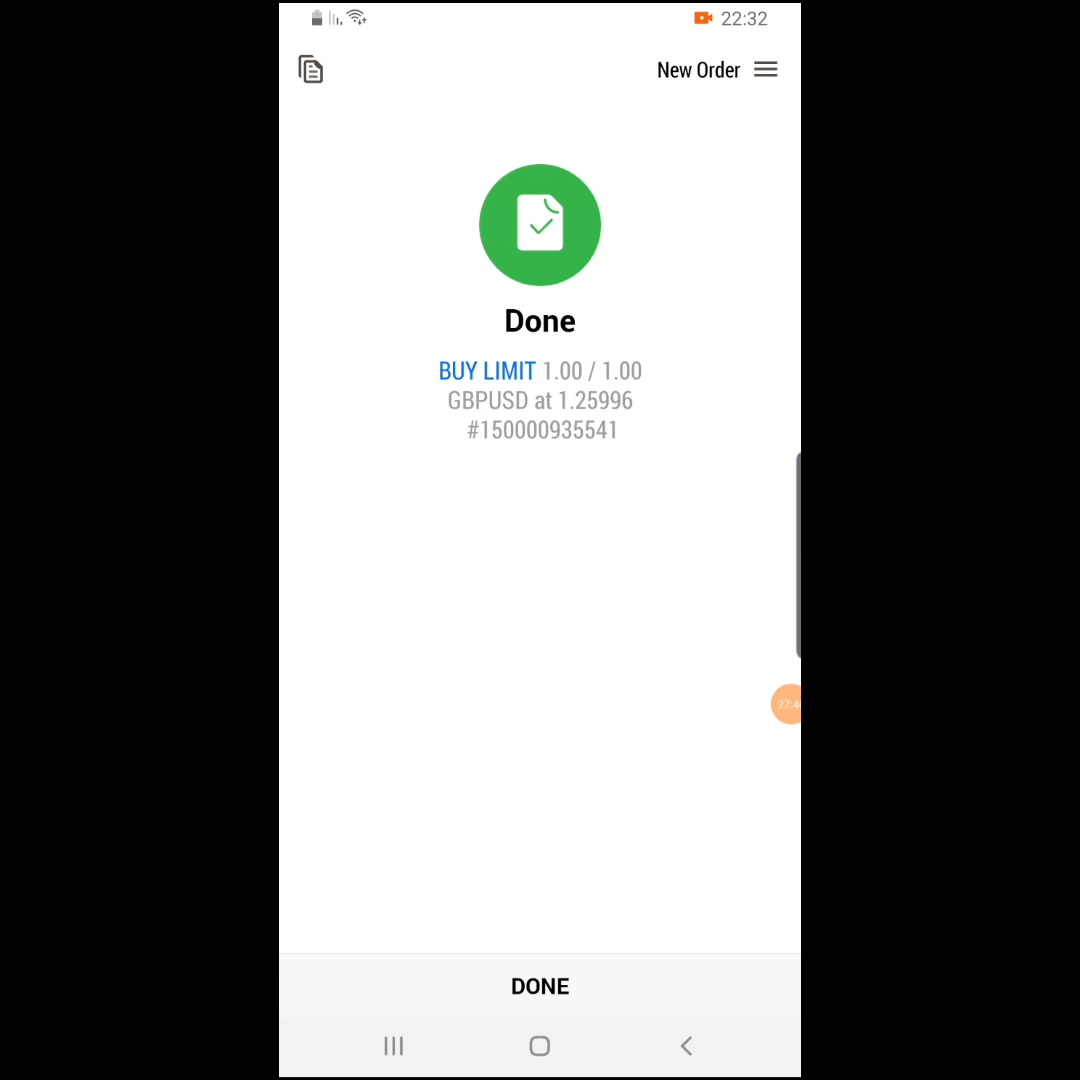 22:32
New Order
Done
BUY LIMIT 1.00 / 1.00
GBPUSD at 1.25996
#150000935541
DONE